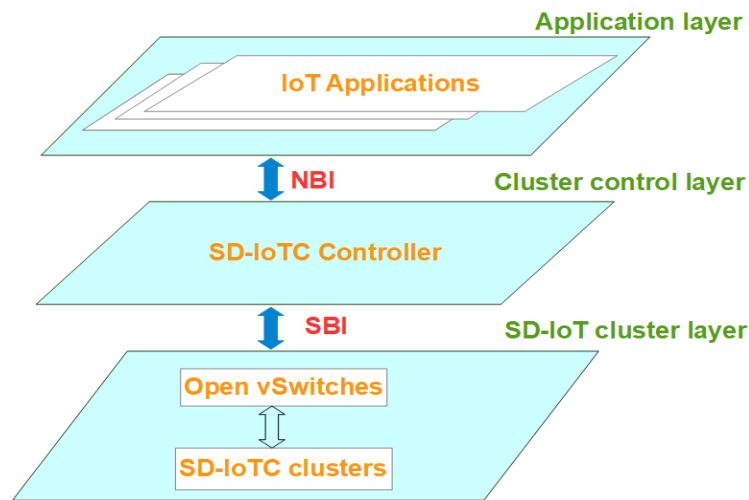 Application layer
IoT Applications
NBI
Cluster control layer
SD-IoTC Controller
SBI
SD-IoT cluster layer
Open vSwitches
SD-IoTC clusters